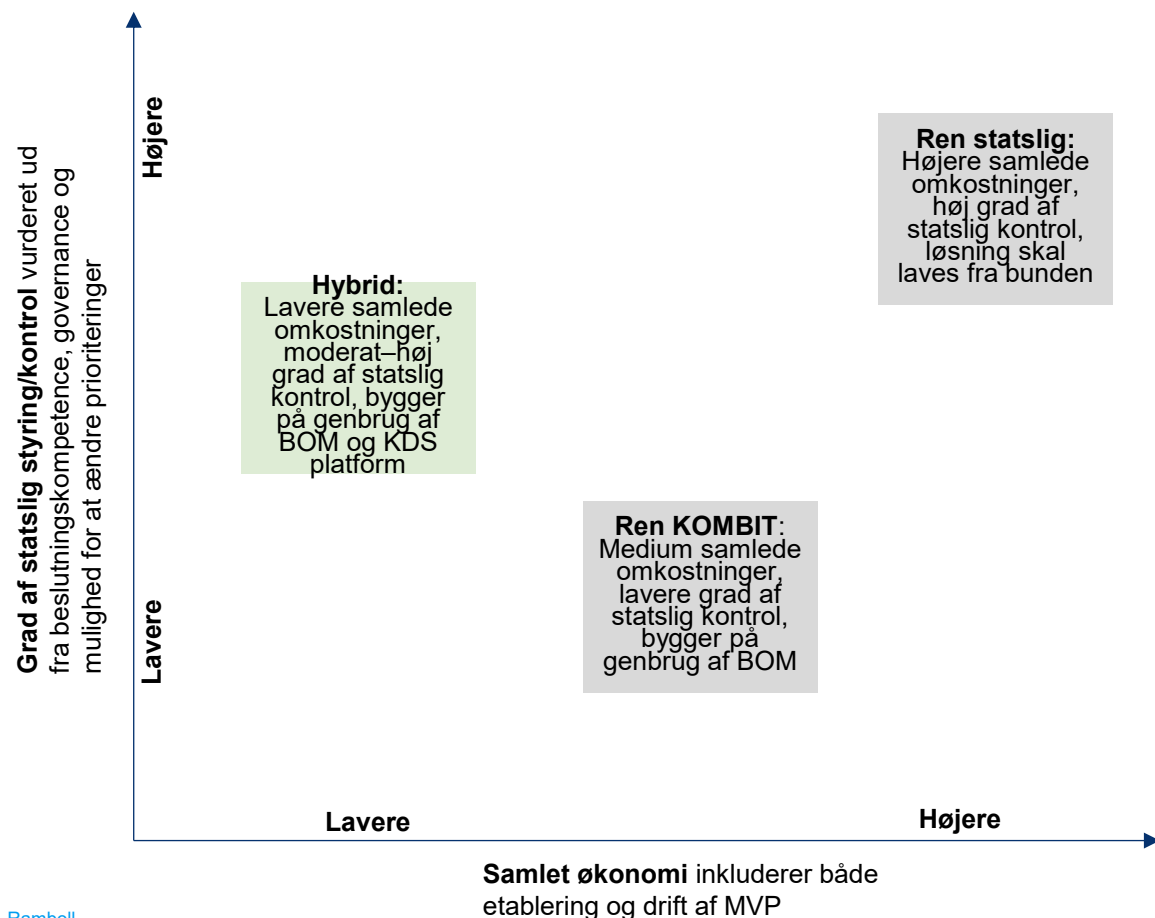 Grad af statslig styring/kontrol vurderet ud
fra beslutningskompetence, governance og
mulighed for at ændre prioriteringer
Højere
Lavere
Ren statslig:
Højere samlede
omkostninger,
høj grad af
statslig kontrol,
løsning skal
laves fra bunden
Hybrid:
Lavere samlede
omkostninger,
moderat–høj
grad af statslig
kontrol, bygger
på genbrug af
BOM og KDS
platform
Ren KOMBIT:
Medium samlede
omkostninger,
lavere grad af
statslig kontrol,
bygger på
genbrug af BOM
Lavere
Højere
Samlet økonomi inkluderer både
etablering og drift af MVP
Ramboll